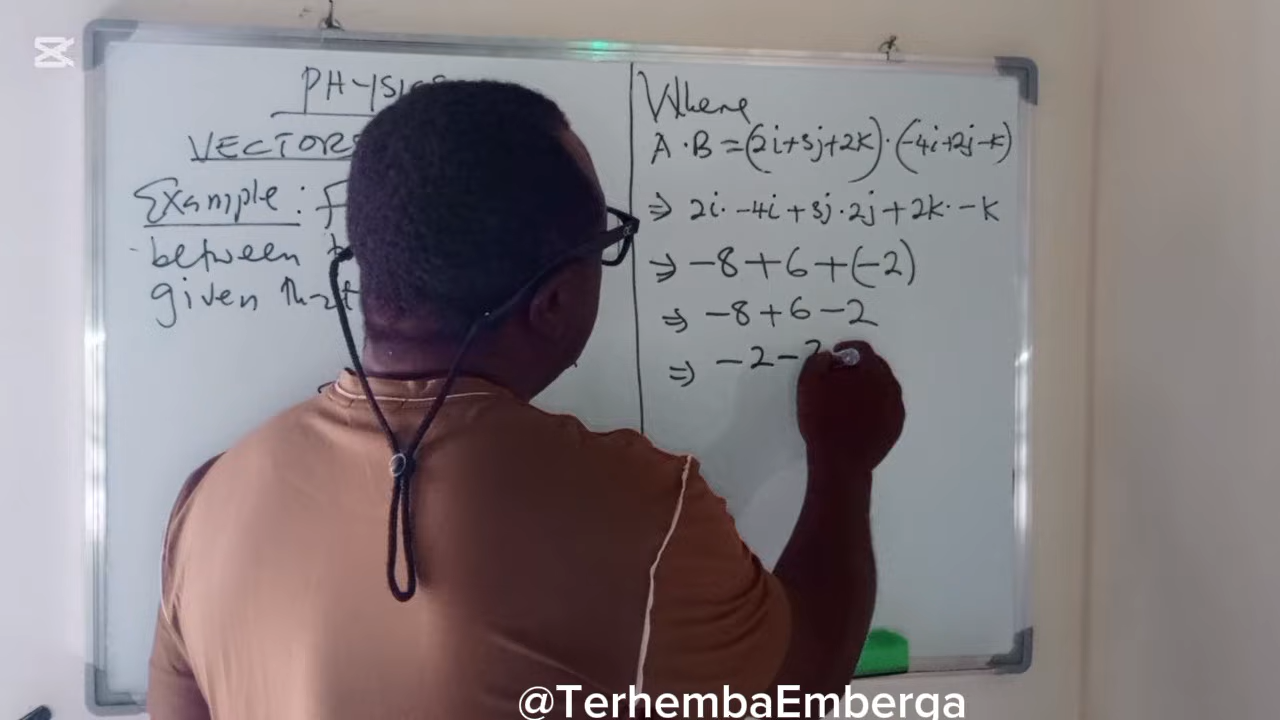 PHYSICS
VECTORS
Example: F
between t
given that
Where
A·B=(2i+3j+2k)·(-4i+2j-k)
⇒ 2i·-4i+3j·2j+2k·-k
⇒ -8+6+(-2)
⇒ -8+6-2
⇒ -2-2
@TerhembaEmberga